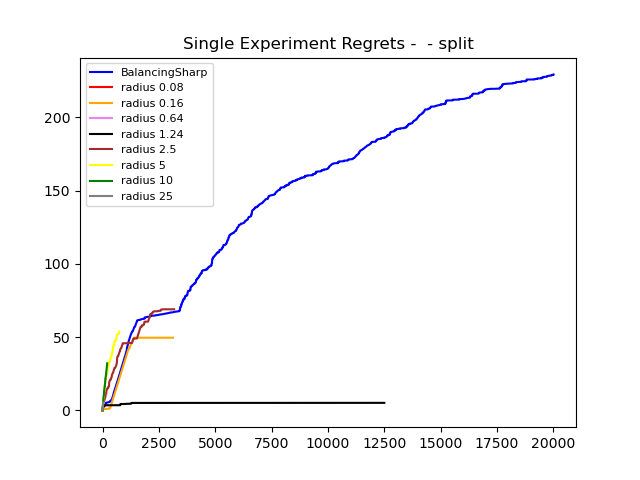 Single Experiment Regrets -  - split
BalancingSharp
radius 0.08
radius 0.16
radius 0.64
radius 1.24
radius 2.5
radius 5
radius 10
radius 25
200
150
100
50
0
0 2500 5000 7500 10000 12500 15000 17500 20000